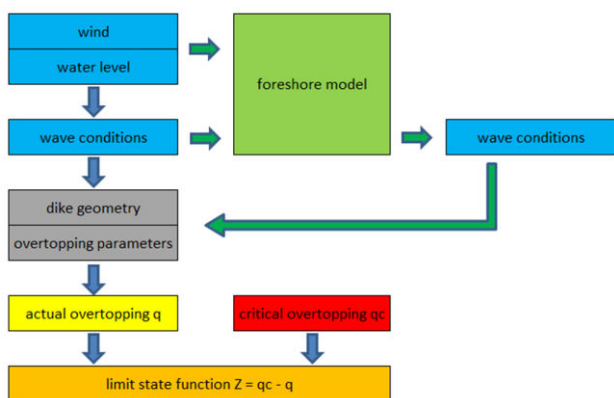 wind
water level
foreshore model
wave conditions
wave conditions
dike geometry
overtopping parameters
actual overtopping q
critical overtopping qc
limit state function Z = qc - q